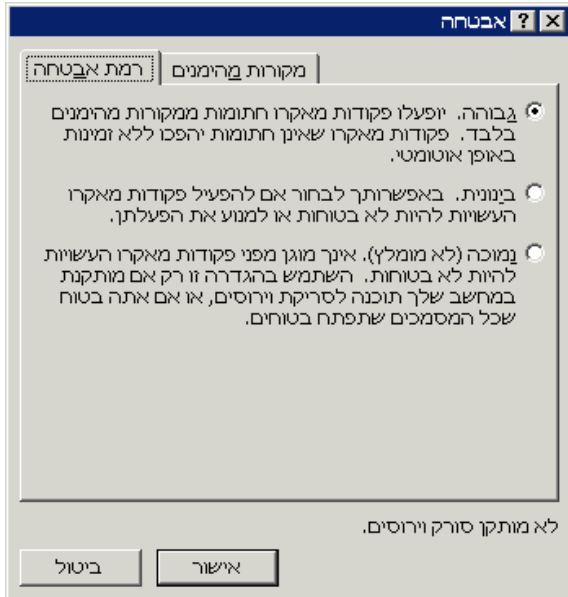 אבטחה
רמת אבטחה
מקורות מהימנים
גבוהה. יופעלו פקודות מאקרו חתומות ממקורות מהימנים
בלבד. פקודות מאקרו שאינן חתומות יהפכו ללא זמינות
באופן אוטומטי.
בינונית. באפשרותך לבחור אם להפעיל פקודות מאקרו
העשויות להיות לא בטוחות או למנוע את הפעלתן.
נמוכה (לא מומלץ). אינך מוגן מפני פקודות מאקרו העשויות
להיות לא בטוחות. השתמש בהגדרה זו רק אם מותקנת
במחשב שלך תוכנה לסריקת וירוסים, או אם אתה בטוח
שכל המסמכים שתפתח בטוחים.
לא מותקן סורק וירוסים.
אישור
ביטול